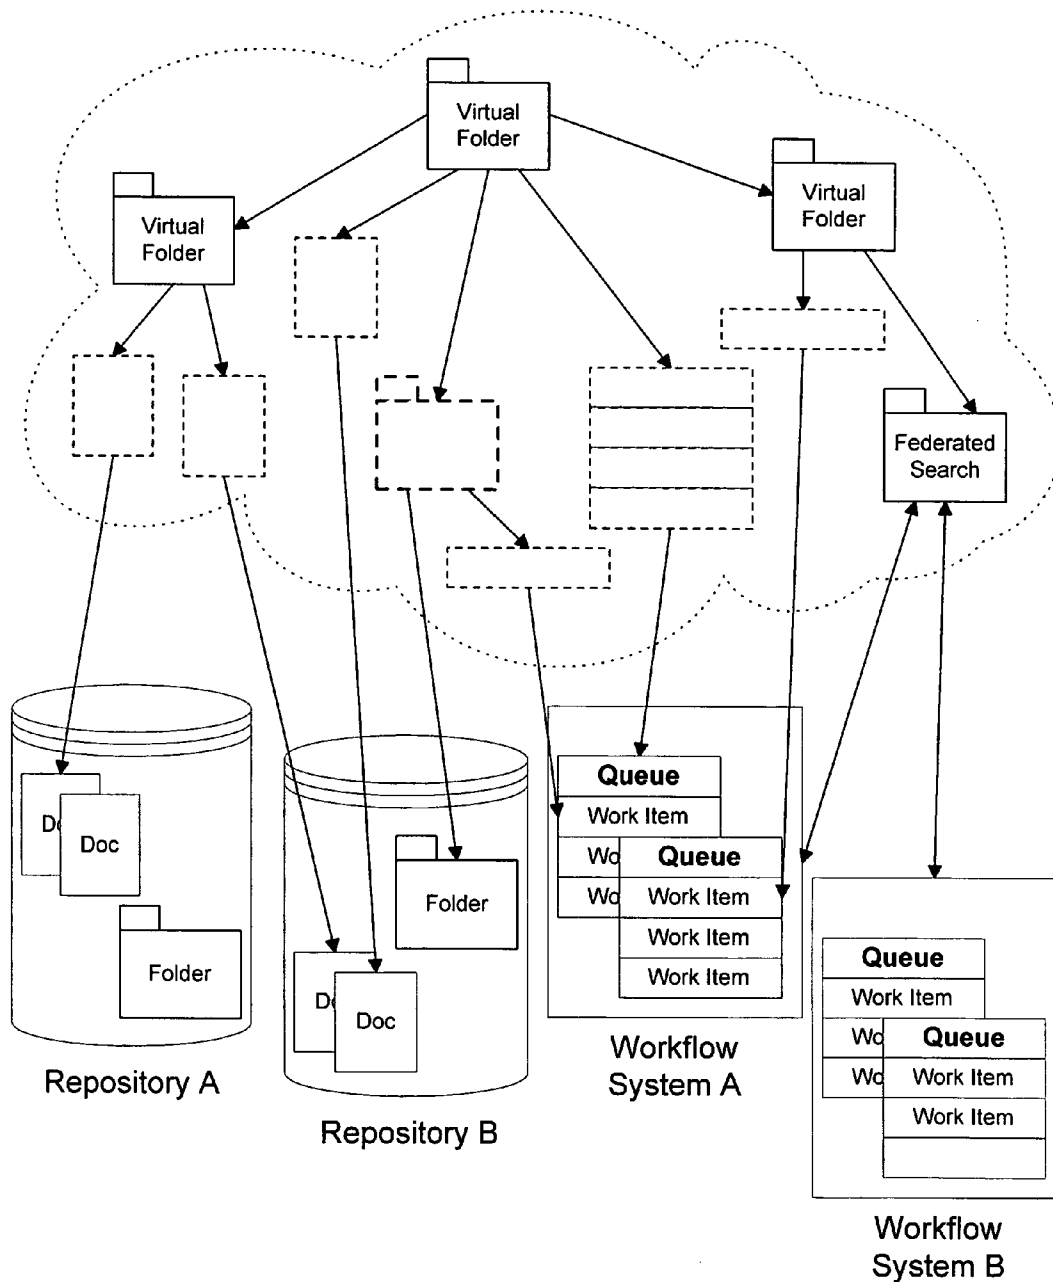 Virtual
Folder
Virtual
Folder
Virtual
Folder
Federated
Search
Doc
Folder
Repository A
Folder
Doc
Repository B
Queue
Work Item
Queue
Work Item
Work Item
Work Item
Workflow
System A
Queue
Work Item
Queue
Work Item
Work Item
Workflow
System B